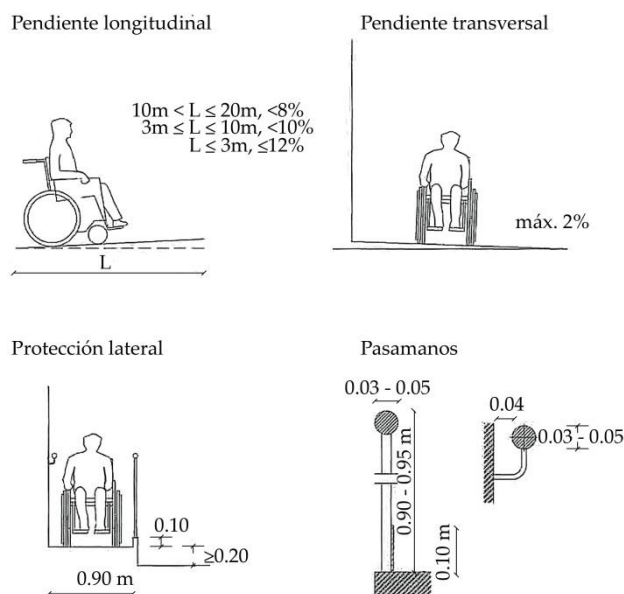 Pendiente longitudinal
10m < L ≤ 20m, <8%
3m ≤ L ≤ 10m, <10%
L ≤ 3m, ≤12%
L
Pendiente transversal
máx. 2%
Protección lateral
0.10
≥0.20
0.90 m
Pasamanos
0.03 - 0.05
0.90 - 0.95 m
0.10 m
0.04
0.03 - 0.05